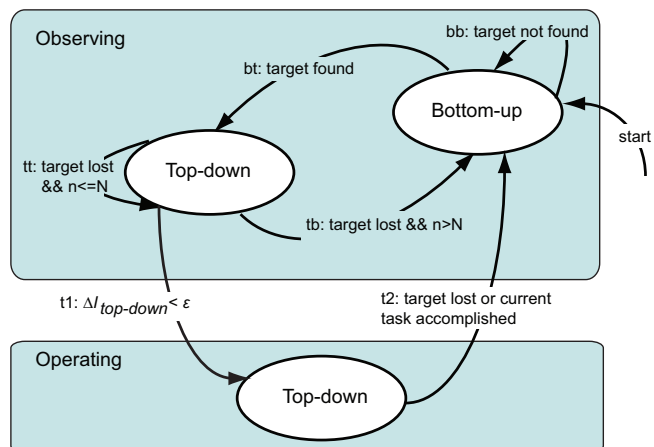 Observing
bb: target not found
bt: target found
Bottom-up
start
tt: target lost
&& n<=N
Top-down
tb: target lost && n>N
t1: ΔI top-down < ε
t2: target lost or current
task accomplished
Operating
Top-down